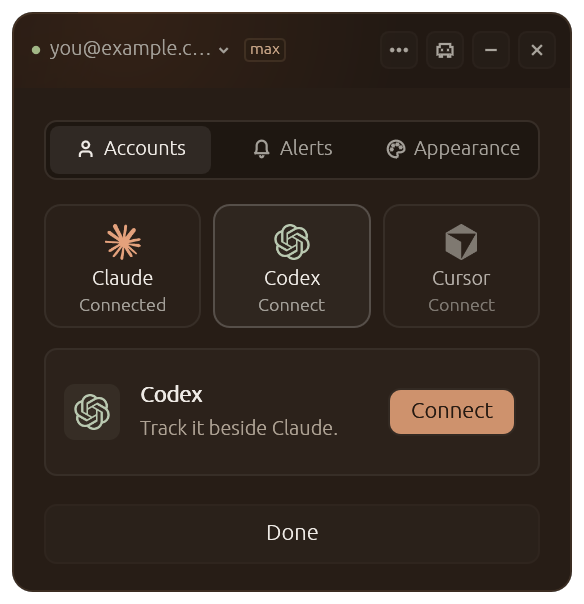 you@example.c... max
Accounts Alerts Appearance
Claude Codex Cursor
Connected Connect Connect
Codex
Track it beside Claude.
Connect
Done